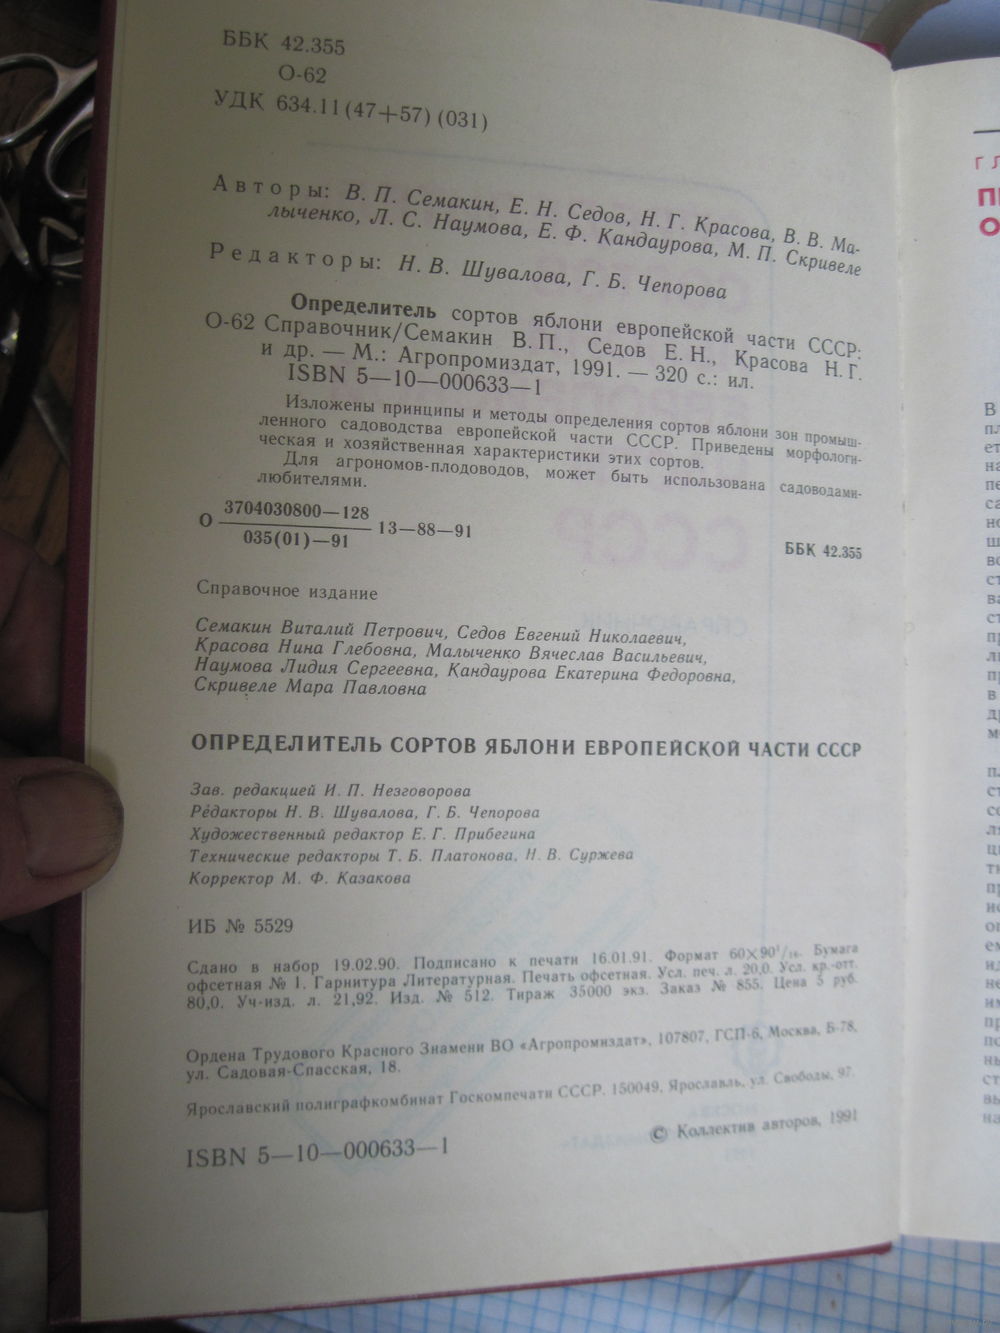 ББК 42.355
О-62
УДК 634.11(47+57)(031)
Авторы: В. П. Семакин, Е. Н. Седов, Н. Г. Красова, В. В. Ма-
лыченко, Л. С. Наумова, Е. Ф. Кандаурова, М. П. Скривеле
Редакторы: Н. В. Шувалова, Г. Б. Чепорова
Определитель сортов яблони европейской части СССР:
О-62 Справочник/Семакин В.П., Седов Е.Н., Красова Н.Г.
и др. — М.: Агропромиздат, 1991. — 320 с.: ил.
ISBN 5—10—000633—1
Изложены принципы и методы определения сортов яблони зон промыш-
ленного садоводства европейской части СССР. Приведены морфологи-
ческая и хозяйственная характеристики этих сортов.
Для агрономов-плодоводов, может быть использована садоводами-
любителями.
О 3704030800—128 13—88—91
035(01)—91
ББК 42.355
Справочное издание
Семакин Виталий Петрович, Седов Евгений Николаевич,
Красова Нина Глебовна, Малыченко Вячеслав Васильевич,
Наумова Лидия Сергеевна, Кандаурова Екатерина Федоровна,
Скривеле Мара Павловна
ОПРЕДЕЛИТЕЛЬ СОРТОВ ЯБЛОНИ ЕВРОПЕЙСКОЙ ЧАСТИ СССР
Зав. редакцией И. П. Незговорова
Редакторы Н. В. Шувалова, Г. Б. Чепорова
Художественный редактор Е. Г. Прибегина
Технические редакторы Т. Б. Платонова, Н. В. Суржева
Корректор М. Ф. Казакова
ИБ № 5529
Сдано в набор 19.02.90. Подписано к печати 16.01.91. Формат 60×90¹/₁₆. Бумага
офсетная № 1. Гарнитура Литературная. Печать офсетная. Усл. печ. л. 20,0. Усл. кр.-отт.
80,0. Уч-изд. л. 21,92. Изд. № 512. Тираж 35000 экз. Заказ № 855. Цена 5 руб.
Ордена Трудового Красного Знамени ВО «Агропромиздат», 107807, ГСП-6, Москва, Б-78,
ул. Садовая-Спасская, 18.
Ярославский полиграфкомбинат Госкомпечати СССР. 150049, Ярославль, ул. Свободы, 97.
© Коллектив авторов, 1991
ISBN 5—10—000633—1